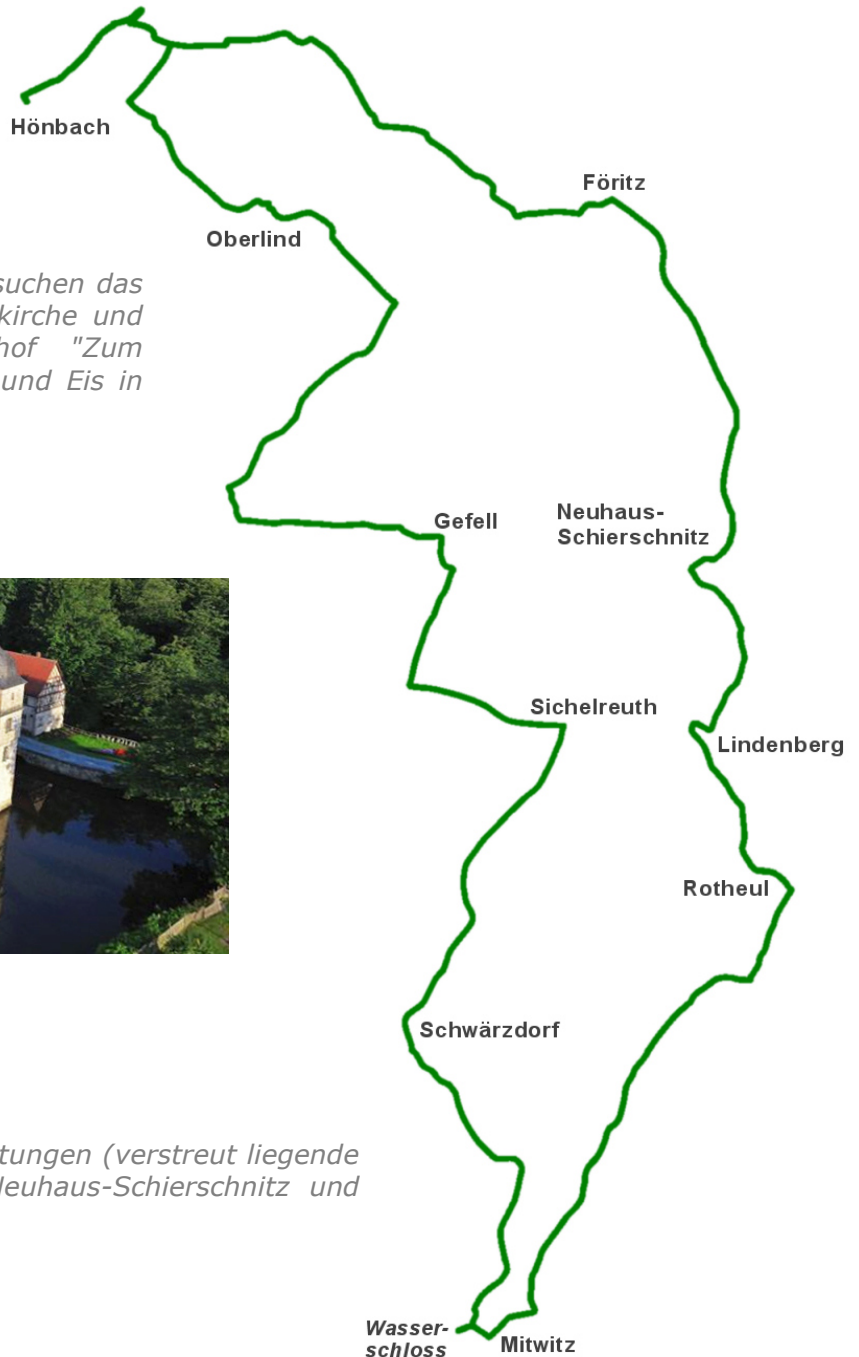 Hönbach
Föritz
Oberlind
suchen das
kirche und
hof "Zum
und Eis in
Gefell
Neuhaus-
Schierschnitz
Sichelreuth
Lindenberg
Rotheul
Schwärzdorf
tungen (verstreut liegende
Neuhaus-Schierschnitz und
Wasser-
schloss
Mitwitz